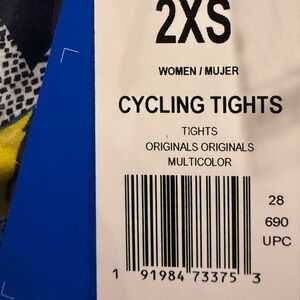 2XS
WOMEN / MUJER
CYCLING TIGHTS
TIGHTS
ORIGINALS ORIGINALS
MULTICOLOR
28
690
UPC
1 91984 73375 3